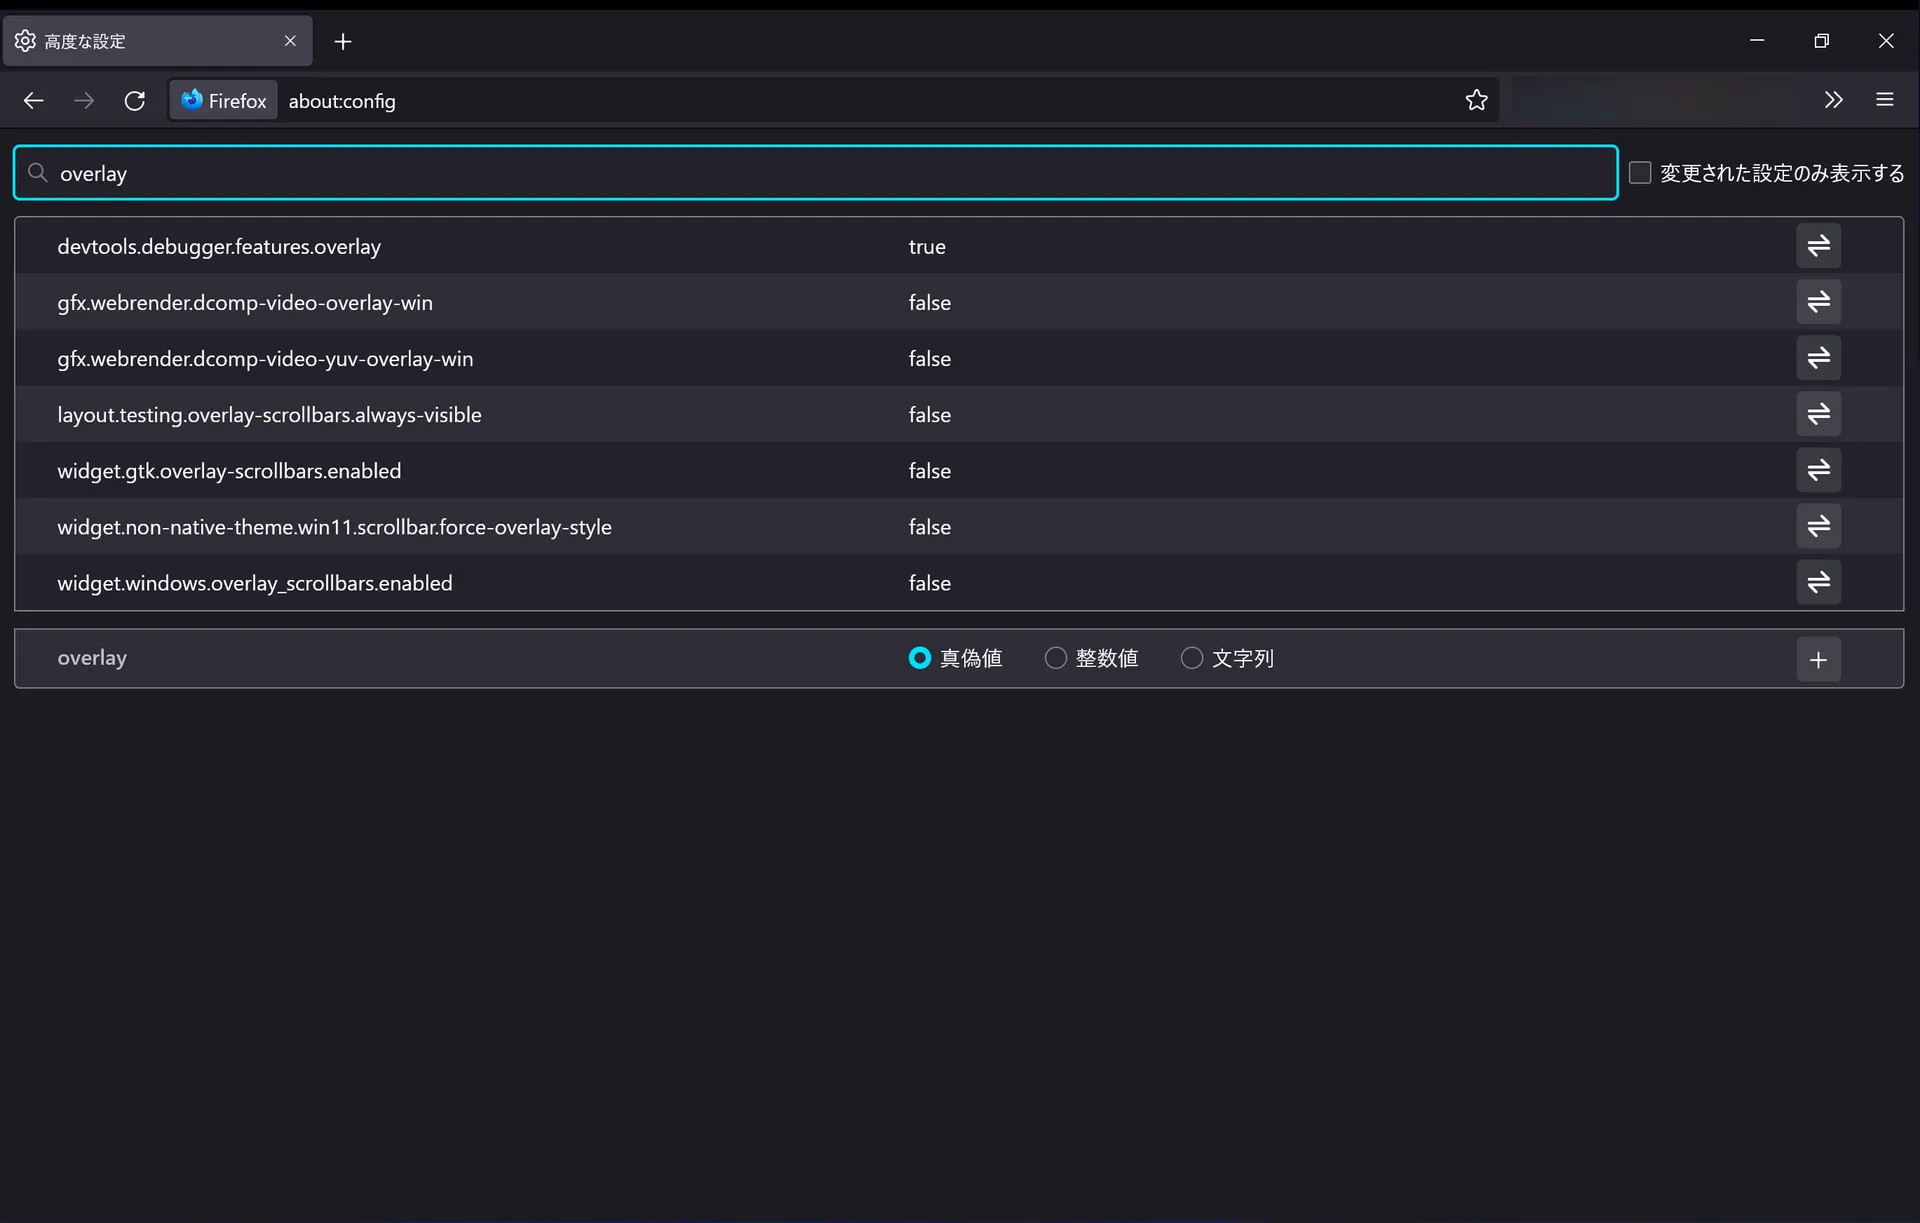 高度な設定
Firefox about:config
overlay
変更された設定のみ表示する
devtools.debugger.features.overlay true
gfx.webrender.dcomp-video-overlay-win false
gfx.webrender.dcomp-video-yuv-overlay-win false
layout.testing.overlay-scrollbars.always-visible false
widget.gtk.overlay-scrollbars.enabled false
widget.non-native-theme.win11.scrollbar.force-overlay-style false
widget.windows.overlay_scrollbars.enabled false
overlay 真偽値 整数値 文字列